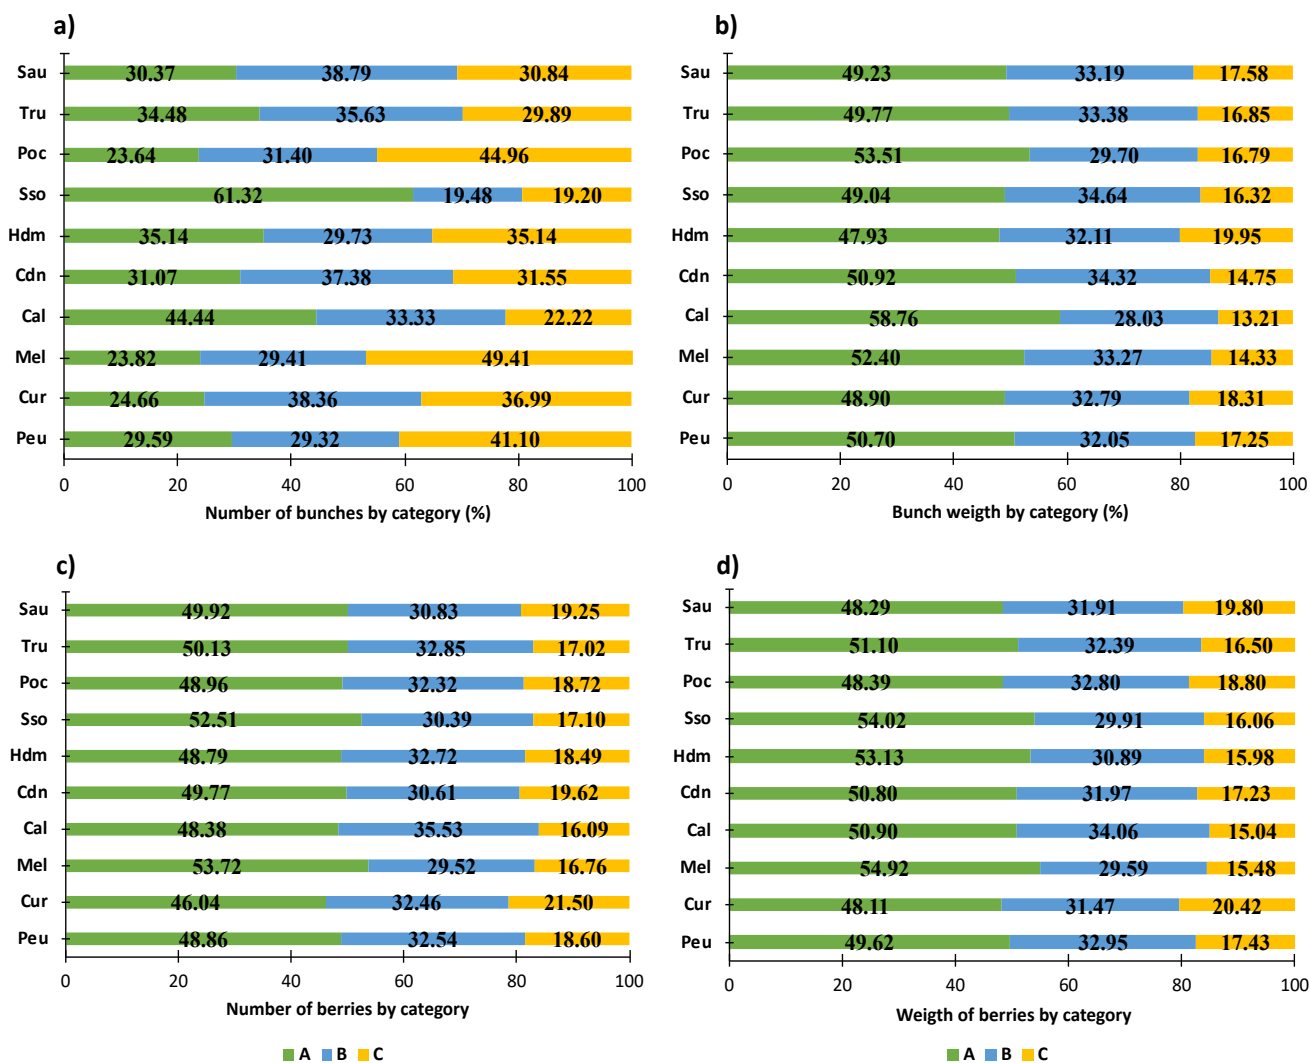 a)
Sau 30.37 38.79 30.84
Tru 34.48 35.63 29.89
Poc 23.64 31.40 44.96
Sso 61.32 19.48 19.20
Hdm 35.14 29.73 35.14
Cdn 31.07 37.38 31.55
Cal 44.44 33.33 22.22
Mel 23.82 29.41 49.41
Cur 24.66 38.36 36.99
Peu 29.59 29.32 41.10
0 20 40 60 80 100
Number of bunches by category (%)
b)
Sau 49.23 33.19 17.58
Tru 49.77 33.38 16.85
Poc 53.51 29.70 16.79
Sso 49.04 34.64 16.32
Hdm 47.93 32.11 19.95
Cdn 50.92 34.32 14.75
Cal 58.76 28.03 13.21
Mel 52.40 33.27 14.33
Cur 48.90 32.79 18.31
Peu 50.70 32.05 17.25
0 20 40 60 80 100
Bunch weigth by category (%)
c)
Sau 49.92 30.83 19.25
Tru 50.13 32.85 17.02
Poc 48.96 32.32 18.72
Sso 52.51 30.39 17.10
Hdm 48.79 32.72 18.49
Cdn 49.77 30.61 19.62
Cal 48.38 35.53 16.09
Mel 53.72 29.52 16.76
Cur 46.04 32.46 21.50
Peu 48.86 32.54 18.60
0 20 40 60 80 100
Number of berries by category
A B C
d)
Sau 48.29 31.91 19.80
Tru 51.10 32.39 16.50
Poc 48.39 32.80 18.80
Sso 54.02 29.91 16.06
Hdm 53.13 30.89 15.98
Cdn 50.80 31.97 17.23
Cal 50.90 34.06 15.04
Mel 54.92 29.59 15.48
Cur 48.11 31.47 20.42
Peu 49.62 32.95 17.43
0 20 40 60 80 100
Weigth of berries by category
A B C